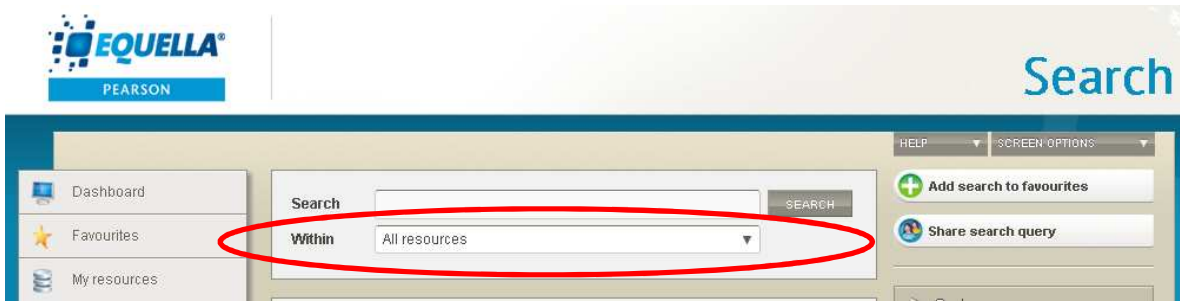 EQUELLA®
PEARSON
Search
HELP
SCREEN OPTIONS
Dashboard
Favourites
My resources
Search
SEARCH
Within
All resources
Add search to favourites
Share search query